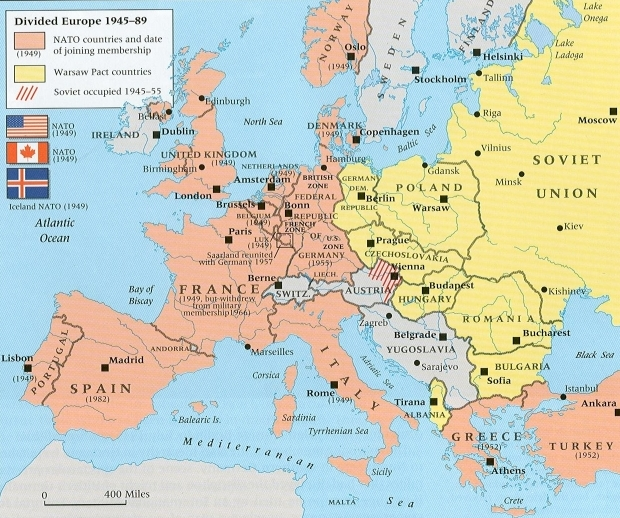 Divided Europe 1945–89
NATO countries and date
of joining membership
(1949)
Warsaw Pact countries
Soviet occupied 1945–55
NATO
(1949)
NATO
(1949)
Iceland NATO (1949)
Atlantic
Ocean
NORWAY
Oslo
(1949)
SWEDEN
Stockholm
FINLAND
Helsinki
Tallinn
Lake
Onega
Lake
Ladoga
Moscow
Riga
Vilnius
Minsk
SOVIET
UNION
Kiev
Kishinev
Edinburgh
Belfast
IRELAND
Dublin
UNITED KINGDOM
(1949)
Birmingham
London
North Sea
DENMARK
(1949)
Copenhagen
Baltic Sea
Hamburg
NETHERLANDS
(1949)
Amsterdam
Brussels
BELGIUM
(1949)
LUX.
(1949)
Bonn
BRITISH
ZONE
FEDERAL
REPUBLIC
OF
GERMANY
(1955)
FRENCH
ZONE
U.S.
ZONE
GERMAN
DEM.
REPUBLIC
Berlin
Gdansk
POLAND
Warsaw
Prague
CZECHOSLOVAKIA
Vienna
AUSTRIA
LIECH.
Berne
SWITZ.
Paris
Saarland reunited
with Germany 1957
FRANCE
(1949, but withdrew
from military
membership1966)
Bay of
Biscay
Marseilles
ANDORRA
Lisbon
(1949)
PORTUGAL
Madrid
SPAIN
(1982)
Balearic Is.
Corsica
Sardinia
ITALY
Rome
(1949)
Tyrrhenian Sea
Sicily
MALTA
Mediterranean
Sea
Adriatic Sea
Zagreb
Belgrade
YUGOSLAVIA
Sarajevo
HUNGARY
Budapest
ROMANIA
Bucharest
BULGARIA
Sofia
Tirana
ALBANIA
GREECE
(1952)
Athens
Crete
Black Sea
Istanbul
Ankara
TURKEY
(1952)
0
400 Miles